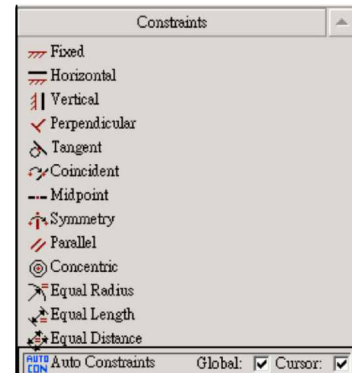 Constraints
Fixed
Horizontal
Vertical
Perpendicular
Tangent
Coincident
Midpoint
Symmetry
Parallel
Concentric
Equal Radius
Equal Length
Equal Distance
AUTO CON Auto Constraints Global: Cursor: